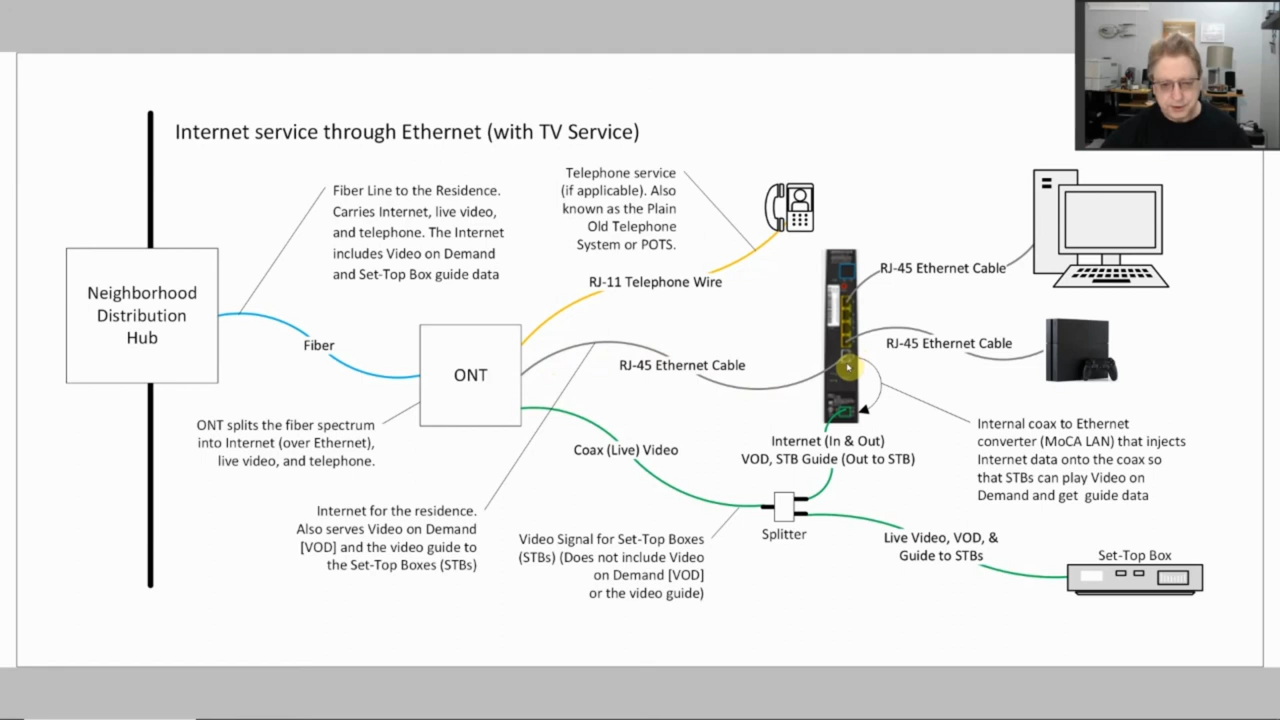 Internet service through Ethernet (with TV Service)
Fiber Line to the Residence.
Carries Internet, live video,
and telephone. The Internet
includes Video on Demand
and Set-Top Box guide data
Telephone service
(if applicable). Also
known as the Plain
Old Telephone
System or POTS.
Neighborhood
Distribution
Hub
Fiber
ONT
RJ-11 Telephone Wire
RJ-45 Ethernet Cable
RJ-45 Ethernet Cable
RJ-45 Ethernet Cable
ONT splits the fiber spectrum
into Internet (over Ethernet),
live video, and telephone.
Coax (Live) Video
Internet (In & Out)
VOD, STB Guide (Out to STB)
Internal coax to Ethernet
converter (MoCA LAN) that injects
Internet data onto the coax so
that STBs can play Video on
Demand and get guide data
Internet for the residence.
Also serves Video on Demand
[VOD] and the video guide to
the Set-Top Boxes (STBs)
Video Signal for Set-Top Boxes
(STBs) (Does not include Video
on Demand [VOD]
or the video guide)
Splitter
Live Video, VOD, &
Guide to STBs
Set-Top Box